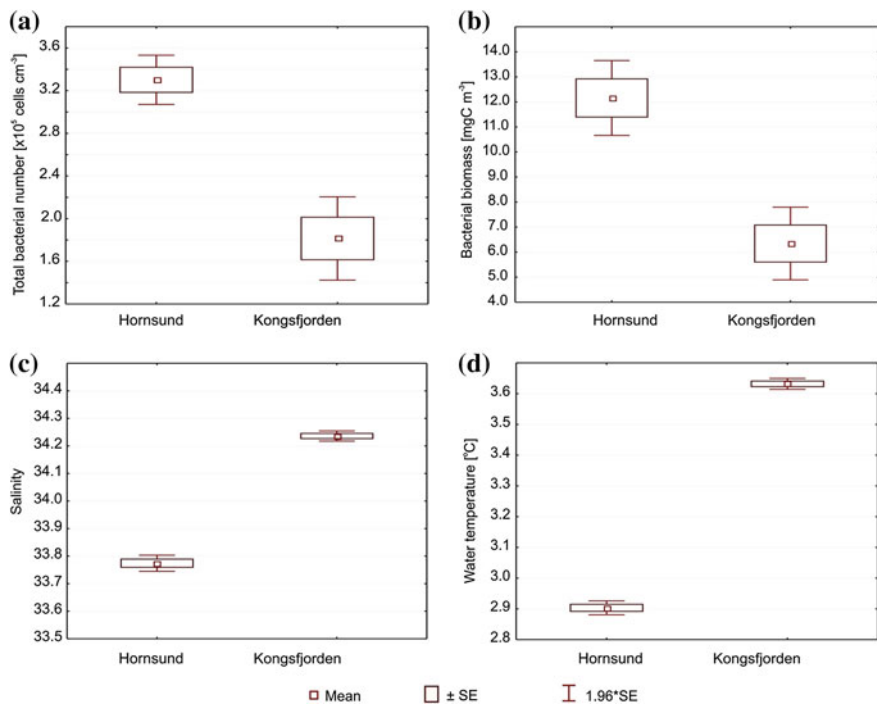 (a)
Total bacterial number [x10⁵ cells cm⁻³]
3.6
3.2
2.8
2.4
2.0
1.6
1.2
Hornsund Kongsfjorden
(b)
Bacterial biomass [mgC m⁻³]
14.0
13.0
12.0
11.0
10.0
9.0
8.0
7.0
6.0
5.0
4.0
Hornsund Kongsfjorden
(c)
Salinity
34.4
34.3
34.2
34.1
34.0
33.9
33.8
33.7
33.6
33.5
Hornsund Kongsfjorden
(d)
Water temperature [°C]
3.6
3.5
3.4
3.3
3.2
3.1
3.0
2.9
2.8
Hornsund Kongsfjorden
Mean ± SE 1.96*SE